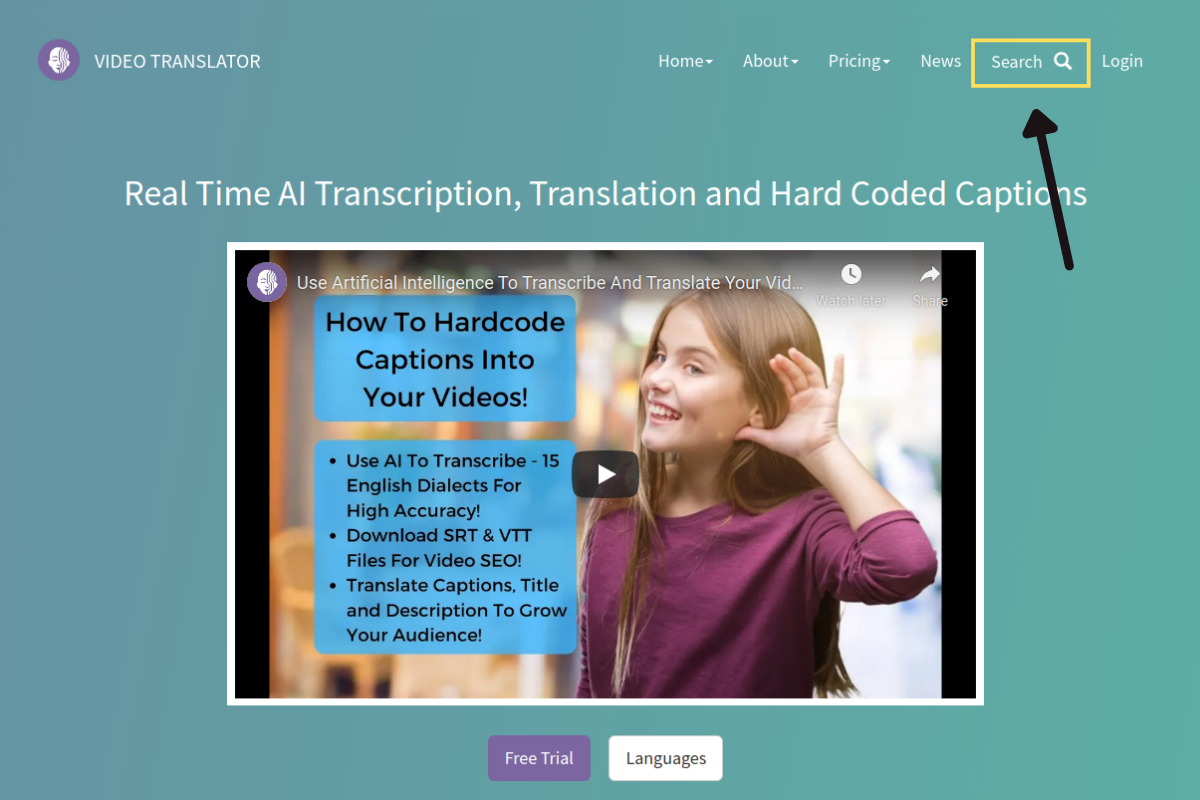 VIDEO TRANSLATOR
Home
About
Pricing
News
Search
Login
Real Time AI Transcription, Translation and Hard Coded Captions
Use Artificial Intelligence To Transcribe And Translate Your Vid...
Watch later
Share
How To Hardcode
Captions Into
Your Videos!
• Use AI To Transcribe - 15
English Dialects For
High Accuracy!
• Download SRT & VTT
Files For Video SEO!
• Translate Captions, Title
and Description To Grow
Your Audience!
Free Trial
Languages